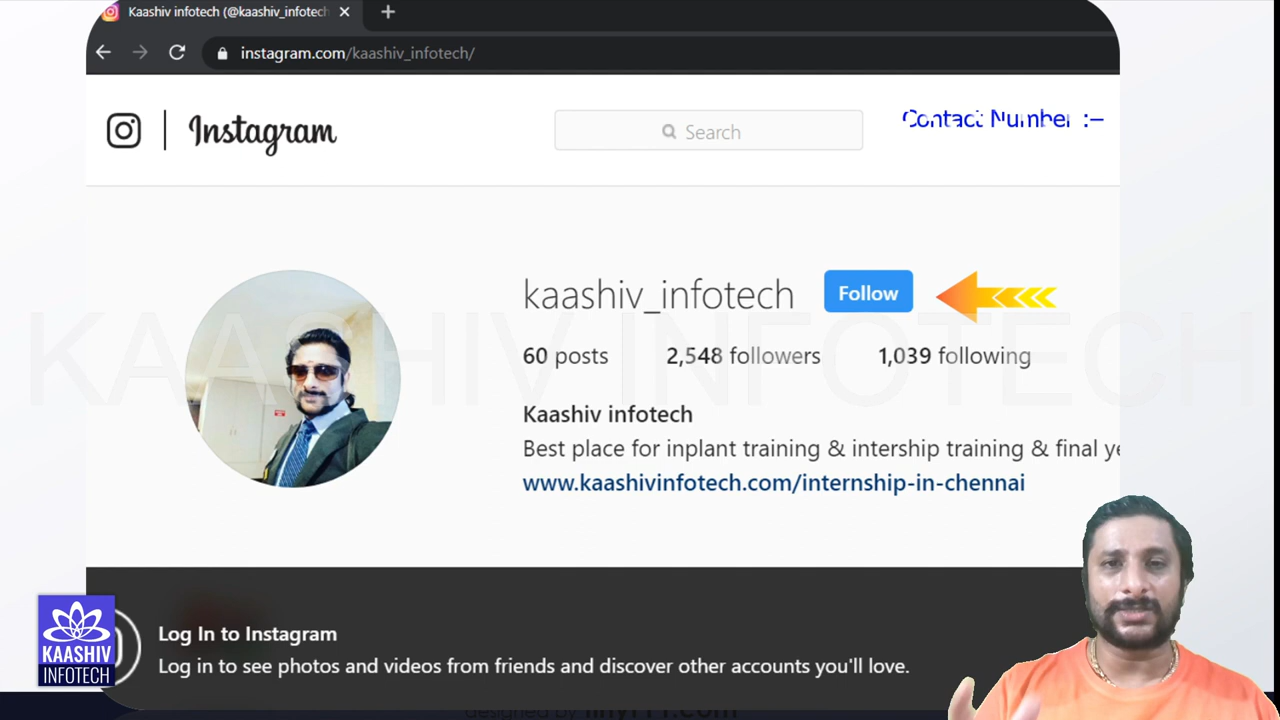 Kaashiv infotech (@kaashiv_infotech
instagram.com/kaashiv_infotech/
Instagram
Search
Contact Number :–
kaashiv_infotech
Follow
60 posts 2,548 followers 1,039 following
KAASHIV INFOTECH
Kaashiv infotech
Best place for inplant training & intership training & final ye
www.kaashivinfotech.com/internship-in-chennai
Log In to Instagram
Log in to see photos and videos from friends and discover other accounts you'll love.
KAASHIV
INFOTECH
designed by